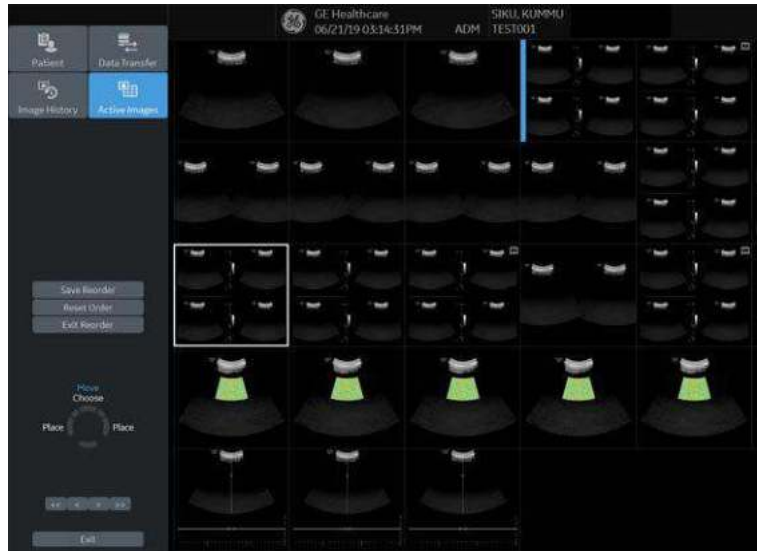 GE Healthcare
06/21/19 03:14:31PM
ADM
SIKU, KUMMU
TEST001
Patient
Data Transfer
Image History
Active Images
Save Reorder
Reset Order
Exit Reorder
Move
Choose
Place
Place
<<
<
>
>>
Exit